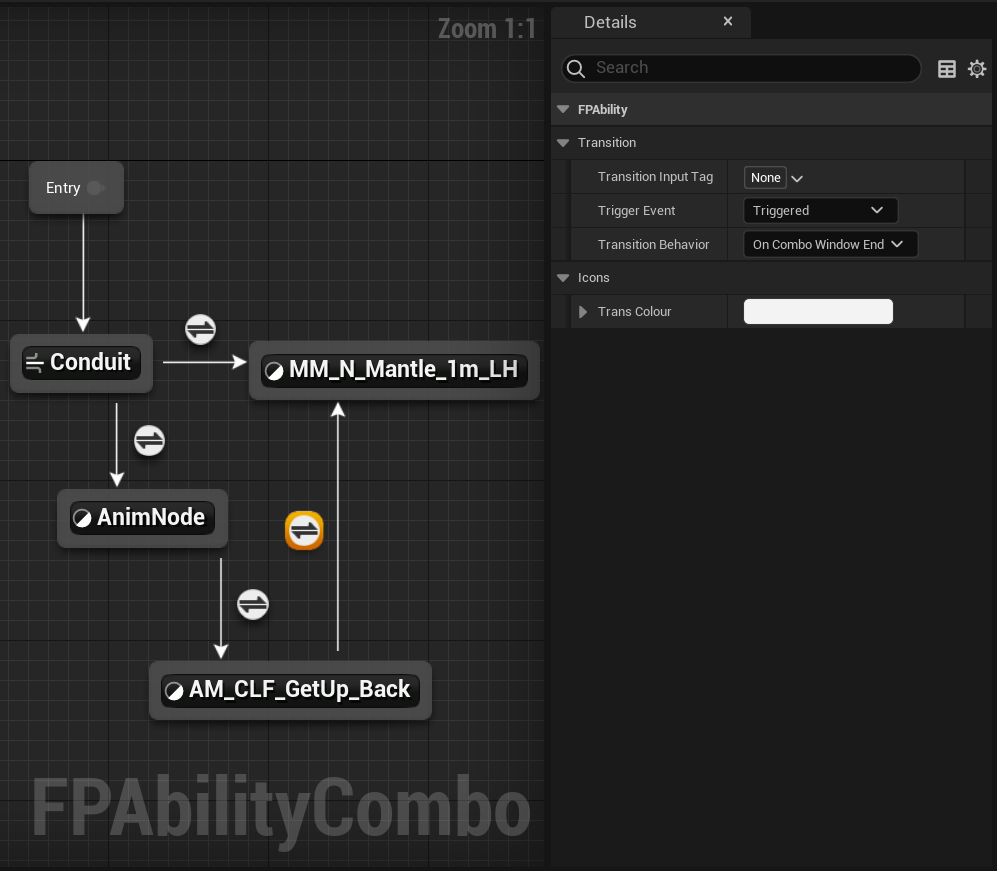 Zoom 1:1
Entry
Conduit
MM_N_Mantle_1m_LH
AnimNode
AM_CLF_GetUp_Back
FPAbilityCombo
Details
Search
FPAbility
Transition
Transition Input Tag
None
Trigger Event
Triggered
Transition Behavior
On Combo Window End
Icons
Trans Colour